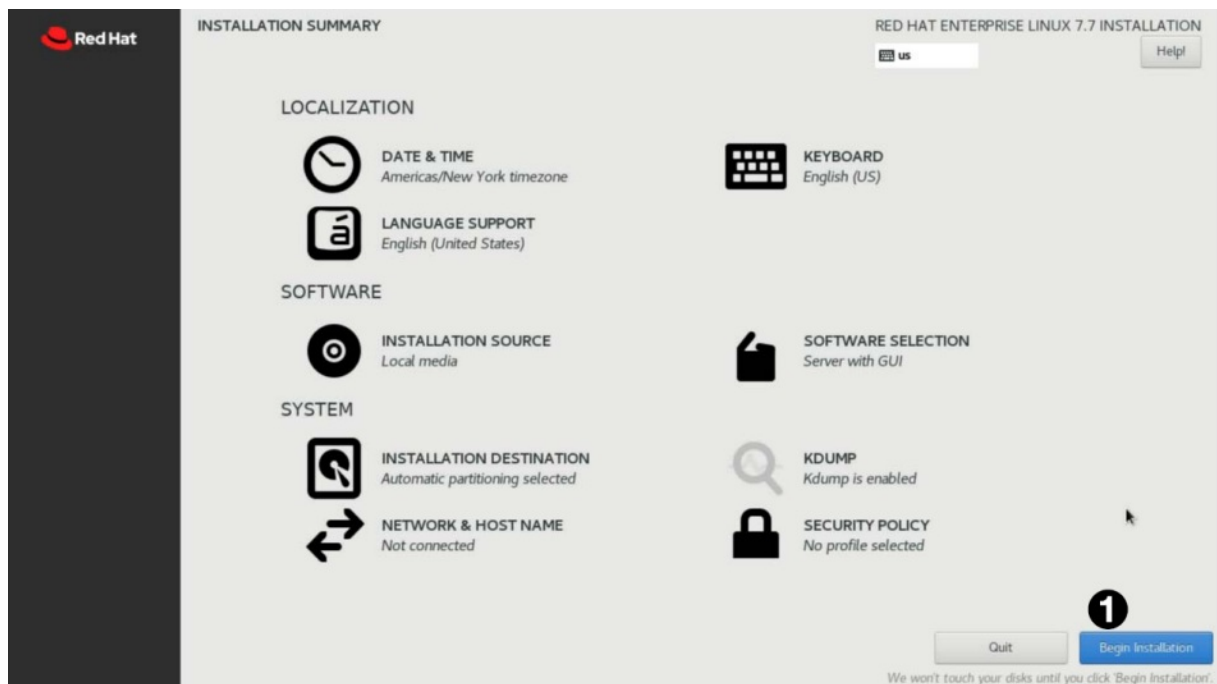 Red Hat
INSTALLATION SUMMARY
RED HAT ENTERPRISE LINUX 7.7 INSTALLATION
us
Help!
LOCALIZATION
DATE & TIME
Americas/New York timezone
KEYBOARD
English (US)
á
LANGUAGE SUPPORT
English (United States)
SOFTWARE
INSTALLATION SOURCE
Local media
SOFTWARE SELECTION
Server with GUI
SYSTEM
INSTALLATION DESTINATION
Automatic partitioning selected
KDUMP
Kdump is enabled
NETWORK & HOST NAME
Not connected
SECURITY POLICY
No profile selected
1
Quit
Begin Installation
We won't touch your disks until you click 'Begin Installation'.